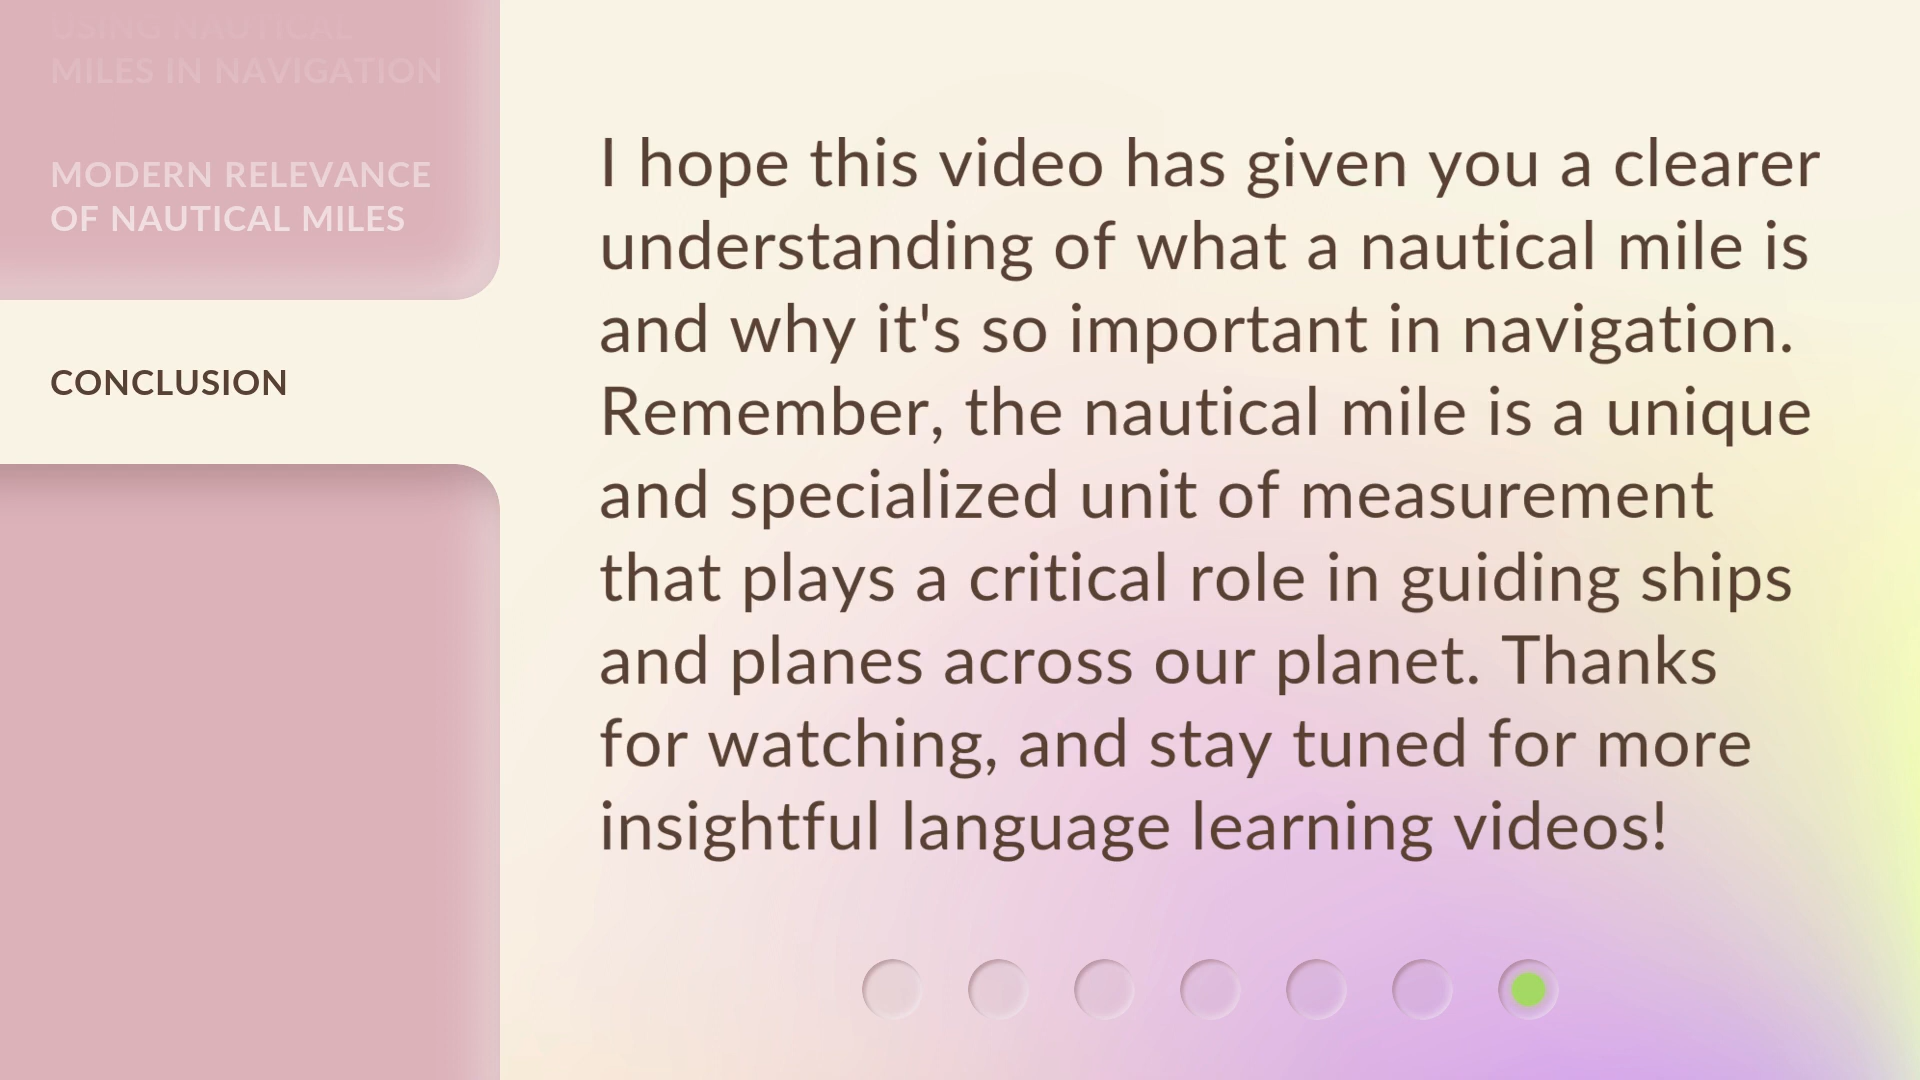 USING NAUTICAL
MILES IN NAVIGATION
MODERN RELEVANCE
OF NAUTICAL MILES
CONCLUSION
I hope this video has given you a clearer
understanding of what a nautical mile is
and why it's so important in navigation.
Remember, the nautical mile is a unique
and specialized unit of measurement
that plays a critical role in guiding ships
and planes across our planet. Thanks
for watching, and stay tuned for more
insightful language learning videos!